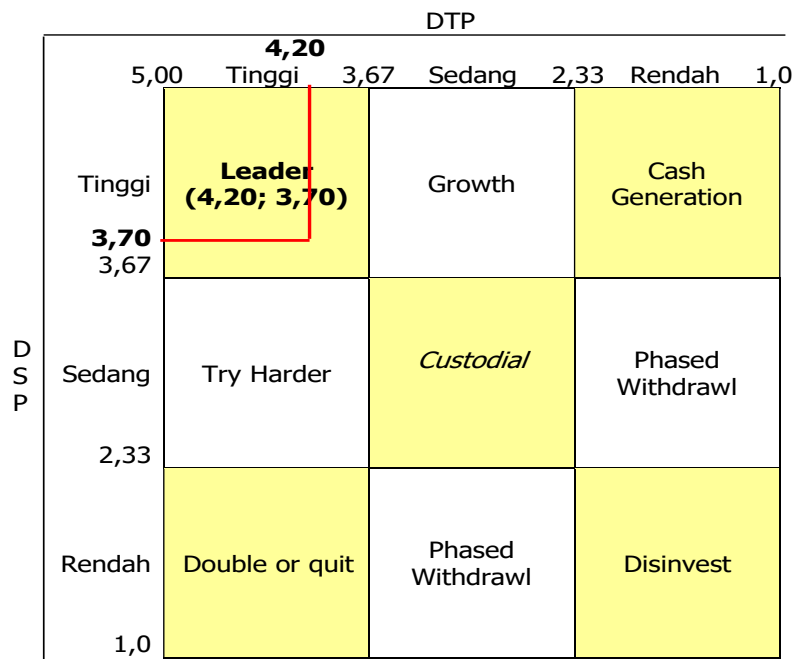 DTP
4,20
5,00 Tinggi 3,67 Sedang 2,33 Rendah 1,0
Tinggi
Leader
(4,20; 3,70)
Growth
Cash
Generation
3,70
3,67
D
S
P
Sedang
Try Harder
Custodial
Phased
Withdrawl
2,33
Rendah
Double or quit
Phased
Withdrawl
Disinvest
1,0